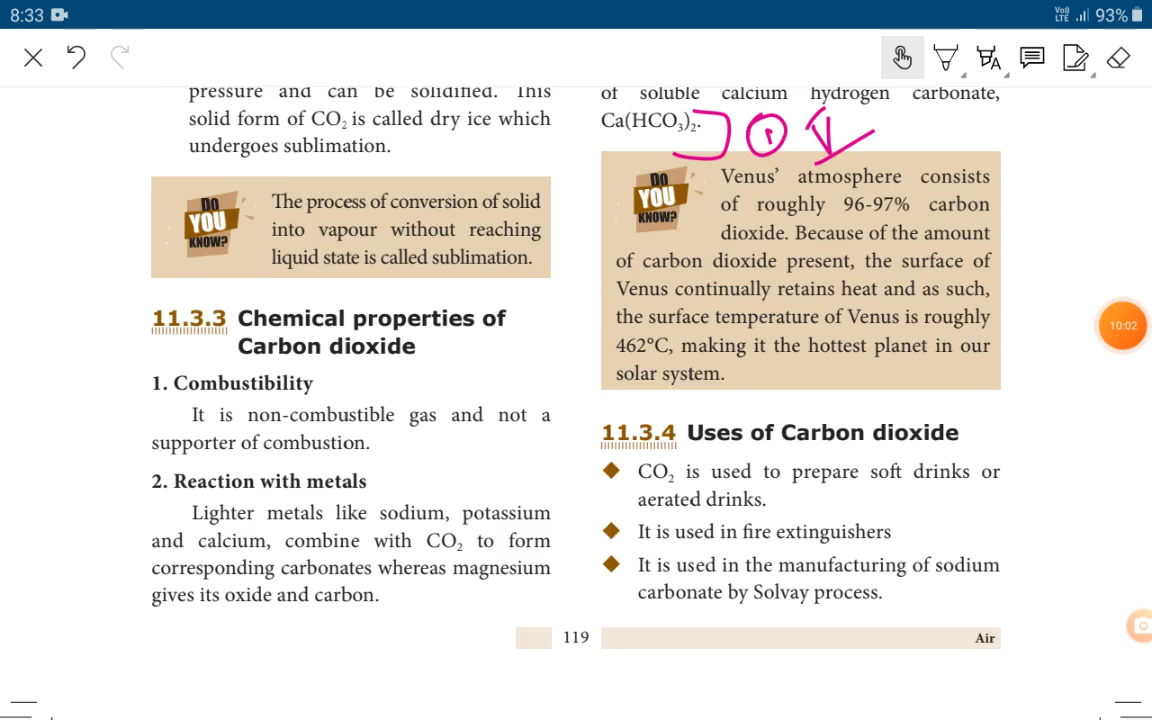 8:33
Vo)) LTE 93%
pressure and can be solidified. This
solid form of CO₂ is called dry ice which
undergoes sublimation.
DO YOU KNOW?
The process of conversion of solid
into vapour without reaching
liquid state is called sublimation.
11.3.3 Chemical properties of
Carbon dioxide
1. Combustibility
It is non-combustible gas and not a
supporter of combustion.
2. Reaction with metals
Lighter metals like sodium, potassium
and calcium, combine with CO₂ to form
corresponding carbonates whereas magnesium
gives its oxide and carbon.
of soluble calcium hydrogen carbonate,
Ca(HCO₃)₂.
DO YOU KNOW?
Venus’ atmosphere consists
of roughly 96-97% carbon
dioxide. Because of the amount
of carbon dioxide present, the surface of
Venus continually retains heat and as such,
the surface temperature of Venus is roughly
462°C, making it the hottest planet in our
solar system.
11.3.4 Uses of Carbon dioxide
CO₂ is used to prepare soft drinks or
aerated drinks.
It is used in fire extinguishers
It is used in the manufacturing of sodium
carbonate by Solvay process.
119
Air
10:02